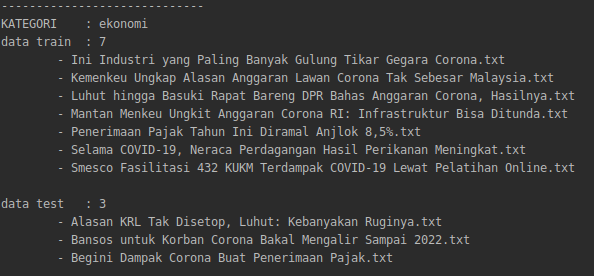 -----------------------------
KATEGORI    : ekonomi
data train  : 7
        - Ini Industri yang Paling Banyak Gulung Tikar Gegara Corona.txt
        - Kemenkeu Ungkap Alasan Anggaran Lawan Corona Tak Sebesar Malaysia.txt
        - Luhut hingga Basuki Rapat Bareng DPR Bahas Anggaran Corona, Hasilnya.txt
        - Mantan Menkeu Ungkit Anggaran Corona RI: Infrastruktur Bisa Ditunda.txt
        - Penerimaan Pajak Tahun Ini Diramal Anjlok 8,5%.txt
        - Selama COVID-19, Neraca Perdagangan Hasil Perikanan Meningkat.txt
        - Smesco Fasilitasi 432 KUKM Terdampak COVID-19 Lewat Pelatihan Online.txt
data test   : 3
        - Alasan KRL Tak Disetop, Luhut: Kebanyakan Ruginya.txt
        - Bansos untuk Korban Corona Bakal Mengalir Sampai 2022.txt
        - Begini Dampak Corona Buat Penerimaan Pajak.txt